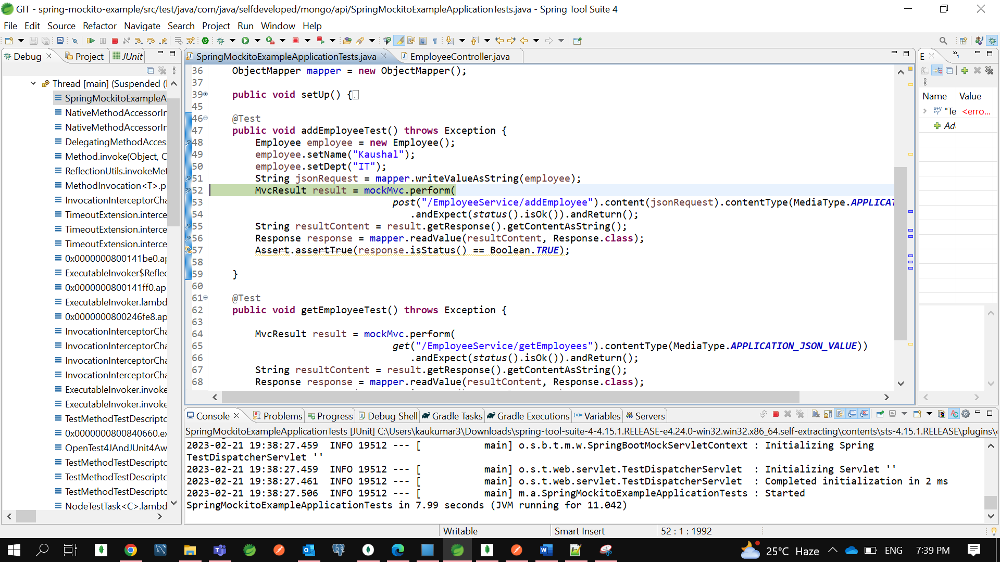 GIT - spring-mockito-example/src/test/java/com/java/selfdeveloped/mongo/api/SpringMockitoExampleApplicationTests.java - Spring Tool Suite 4
File Edit Source Refactor Navigate Search Project Run Window Help
Debug Project JUnit
Thread [main] (Suspended (
SpringMockitoExampleA
NativeMethodAccessorIr
NativeMethodAccessorIr
DelegatingMethodAcces
Method.invoke(Object, C
ReflectionUtils.invokeMet
MethodInvocation<T>.p
InvocationInterceptorCha
TimeoutExtension.interce
TimeoutExtension.interce
TimeoutExtension.interce
0x0000000800141be0.ap
ExecutableInvoker$Reflec
0x0000000800141ff0.ap
ExecutableInvoker.lambd
0x0000000800246fe8.ap
InvocationInterceptorCha
InvocationInterceptorCha
InvocationInterceptorCha
InvocationInterceptorCha
ExecutableInvoker.invoke
ExecutableInvoker.invoke
TestMethodTestDescriptc
0x0000000800840660.ex
OpenTest4JAndJUnit4Aw
TestMethodTestDescriptc
TestMethodTestDescriptc
TestMethodTestDescriptc
NodeTestTask<C>.lambd
SpringMockitoExampleApplicationTests.java EmployeeController.java
36 ObjectMapper mapper = new ObjectMapper();
37
39 public void setUp() {
45
46 @Test
47 public void addEmployeeTest() throws Exception {
48 Employee employee = new Employee();
49 employee.setName("Kaushal");
50 employee.setDept("IT");
51 String jsonRequest = mapper.writeValueAsString(employee);
52 MvcResult result = mockMvc.perform(
53 post("/EmployeeService/addEmployee").content(jsonRequest).contentType(MediaType.APPLICAT
54 .andExpect(status().isOk()).andReturn();
55 String resultContent = result.getResponse().getContentAsString();
56 Response response = mapper.readValue(resultContent, Response.class);
57 Assert.assertTrue(response.isStatus() == Boolean.TRUE);
58
59 }
60
61 @Test
62 public void getEmployeeTest() throws Exception {
63
64 MvcResult result = mockMvc.perform(
65 get("/EmployeeService/getEmployees").contentType(MediaType.APPLICATION_JSON_VALUE))
66 .andExpect(status().isOk()).andReturn();
67 String resultContent = result.getResponse().getContentAsString();
68 Response response = mapper.readValue(resultContent, Response.class);
E
Name Value
"Te <erro...
Ad
Console Problems Progress Debug Shell Gradle Tasks Gradle Executions Variables Servers
SpringMockitoExampleApplicationTests [JUnit] C:\Users\kaukumar3\Downloads\spring-tool-suite-4-4.15.1.RELEASE-e4.24.0-win32.win32.x86_64.self-extracting\contents\sts-4.15.1.RELEASE\plugins\
2023-02-21 19:38:27.459 INFO 19512 --- [ main] o.s.b.t.m.w.SpringBootMockServletContext : Initializing Spring
TestDispatcherServlet ''
2023-02-21 19:38:27.459 INFO 19512 --- [ main] o.s.t.web.servlet.TestDispatcherServlet : Initializing Servlet ''
2023-02-21 19:38:27.461 INFO 19512 --- [ main] o.s.t.web.servlet.TestDispatcherServlet : Completed initialization in 2 ms
2023-02-21 19:38:27.506 INFO 19512 --- [ main] m.a.SpringMockitoExampleApplicationTests : Started
SpringMockitoExampleApplicationTests in 7.99 seconds (JVM running for 11.042)
Writable Smart Insert 52 : 1 : 1992
25°C Haze ENG 7:39 PM